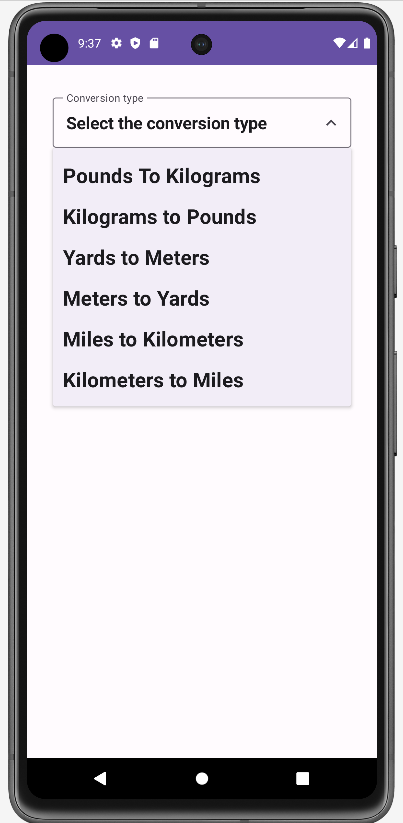 9:37
Conversion type
Select the conversion type
Pounds To Kilograms
Kilograms to Pounds
Yards to Meters
Meters to Yards
Miles to Kilometers
Kilometers to Miles